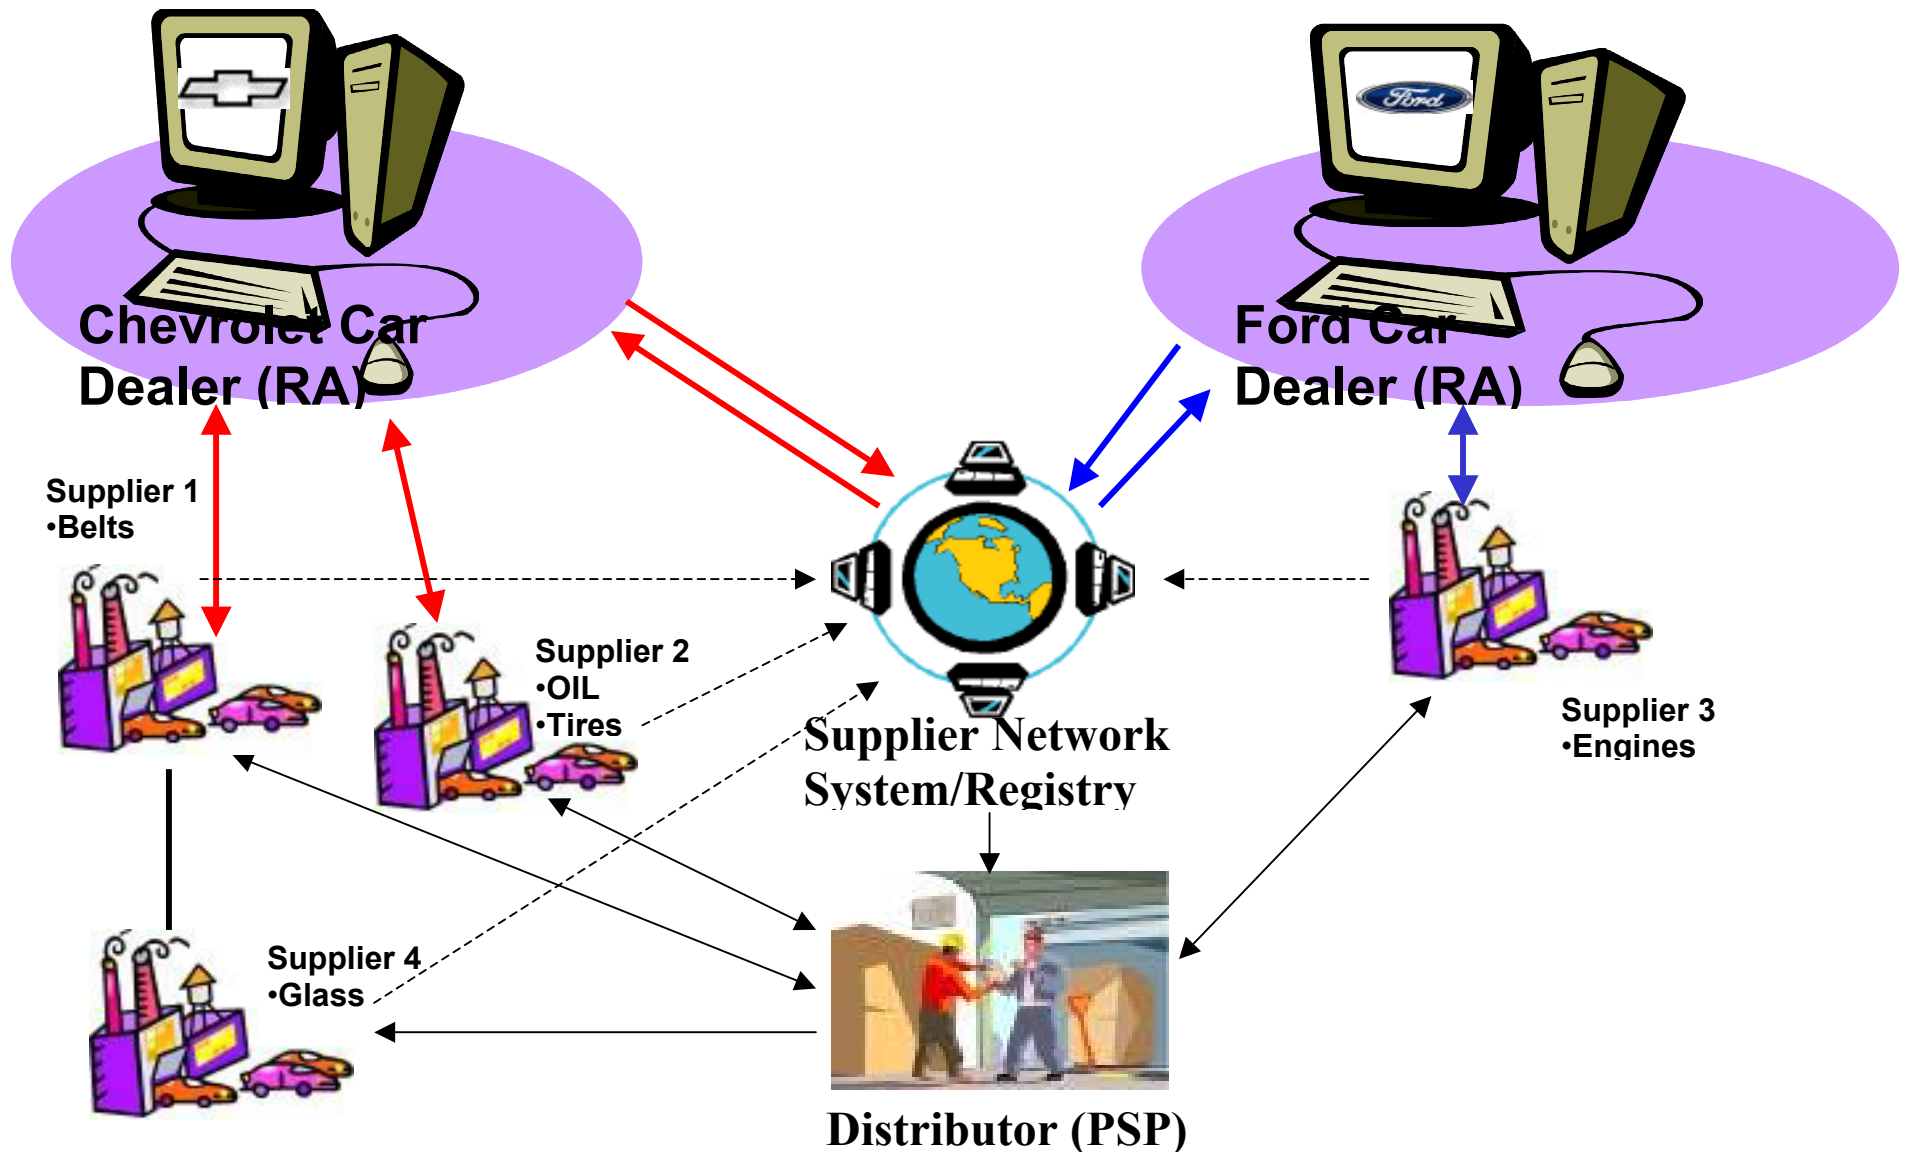 Ford
Chevrolet Car
Dealer (RA)
Ford Car
Dealer (RA)
Supplier 1
•Belts
Supplier 2
•OIL
•Tires
Supplier 3
•Engines
Supplier Network
System/Registry
Supplier 4
•Glass
Distributor (PSP)